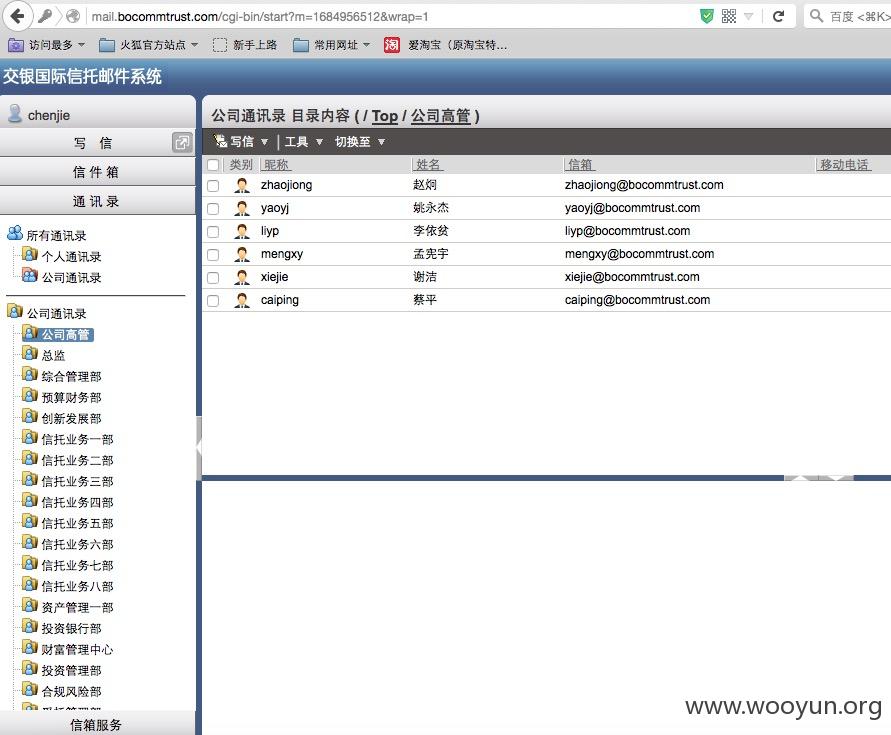 mail.bocommtrust.com/cgi-bin/start?m=1684956512&wrap=1
百度 <⌘K>
访问最多 火狐官方站点 新手上路 常用网址 淘 爱淘宝（原淘宝特…
交银国际信托邮件系统
chenjie
写 信
信 件 箱
通 讯 录
所有通讯录
个人通讯录
公司通讯录
公司通讯录
公司高管
总监
综合管理部
预算财务部
创新发展部
信托业务一部
信托业务二部
信托业务三部
信托业务四部
信托业务五部
信托业务六部
信托业务七部
信托业务八部
资产管理一部
投资银行部
财富管理中心
投资管理部
合规风险部
信箱服务
公司通讯录 目录内容 ( / Top / 公司高管 )
写信 工具 切换至
类别 昵称 姓名 信箱 移动电话
zhaojiong 赵炯 zhaojiong@bocommtrust.com
yaoyj 姚永杰 yaoyj@bocommtrust.com
liyp 李依贫 liyp@bocommtrust.com
mengxy 孟宪宇 mengxy@bocommtrust.com
xiejie 谢洁 xiejie@bocommtrust.com
caiping 蔡平 caiping@bocommtrust.com
www.wooyun.org